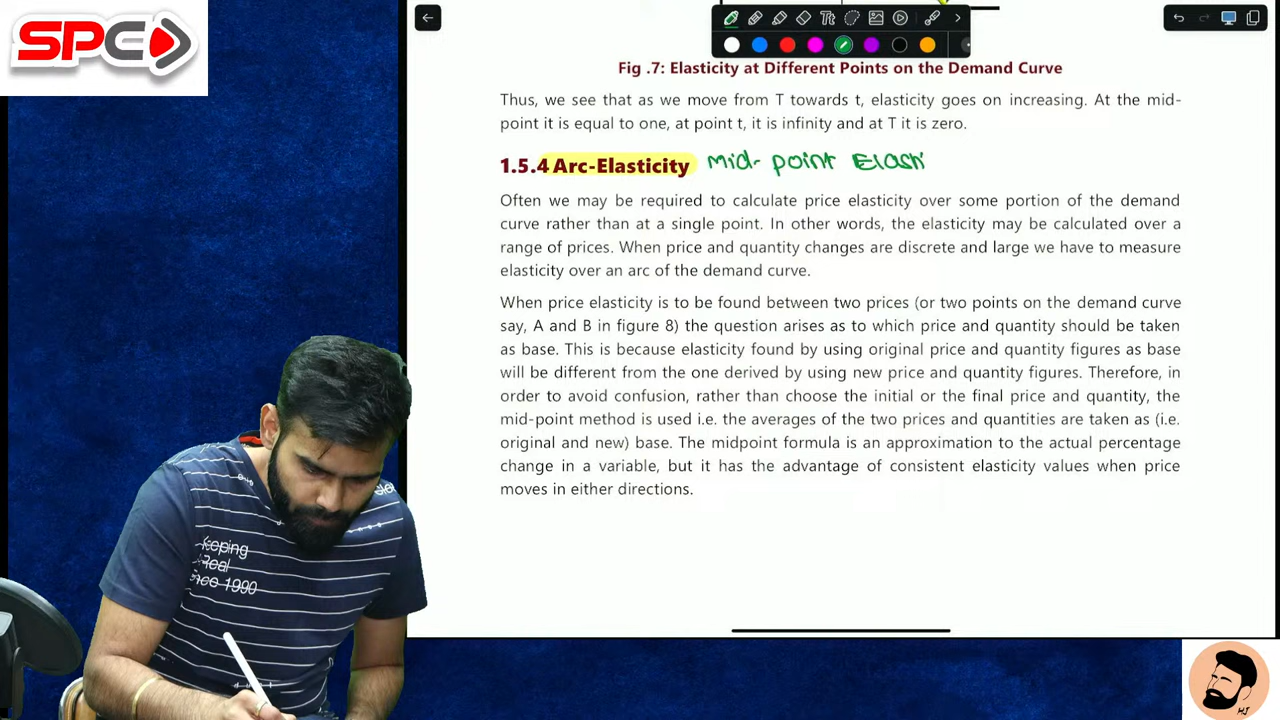 SPC
Fig .7: Elasticity at Different Points on the Demand Curve
Thus, we see that as we move from T towards t, elasticity goes on increasing. At the mid-
point it is equal to one, at point t, it is infinity and at T it is zero.
1.5.4 Arc-Elasticity Mid-point Elasti
Often we may be required to calculate price elasticity over some portion of the demand
curve rather than at a single point. In other words, the elasticity may be calculated over a
range of prices. When price and quantity changes are discrete and large we have to measure
elasticity over an arc of the demand curve.
When price elasticity is to be found between two prices (or two points on the demand curve
say, A and B in figure 8) the question arises as to which price and quantity should be taken
as base. This is because elasticity found by using original price and quantity figures as base
will be different from the one derived by using new price and quantity figures. Therefore, in
order to avoid confusion, rather than choose the initial or the final price and quantity, the
mid-point method is used i.e. the averages of the two prices and quantities are taken as (i.e.
original and new) base. The midpoint formula is an approximation to the actual percentage
change in a variable, but it has the advantage of consistent elasticity values when price
moves in either directions.
Keeping
Real
ince 1990
HJ